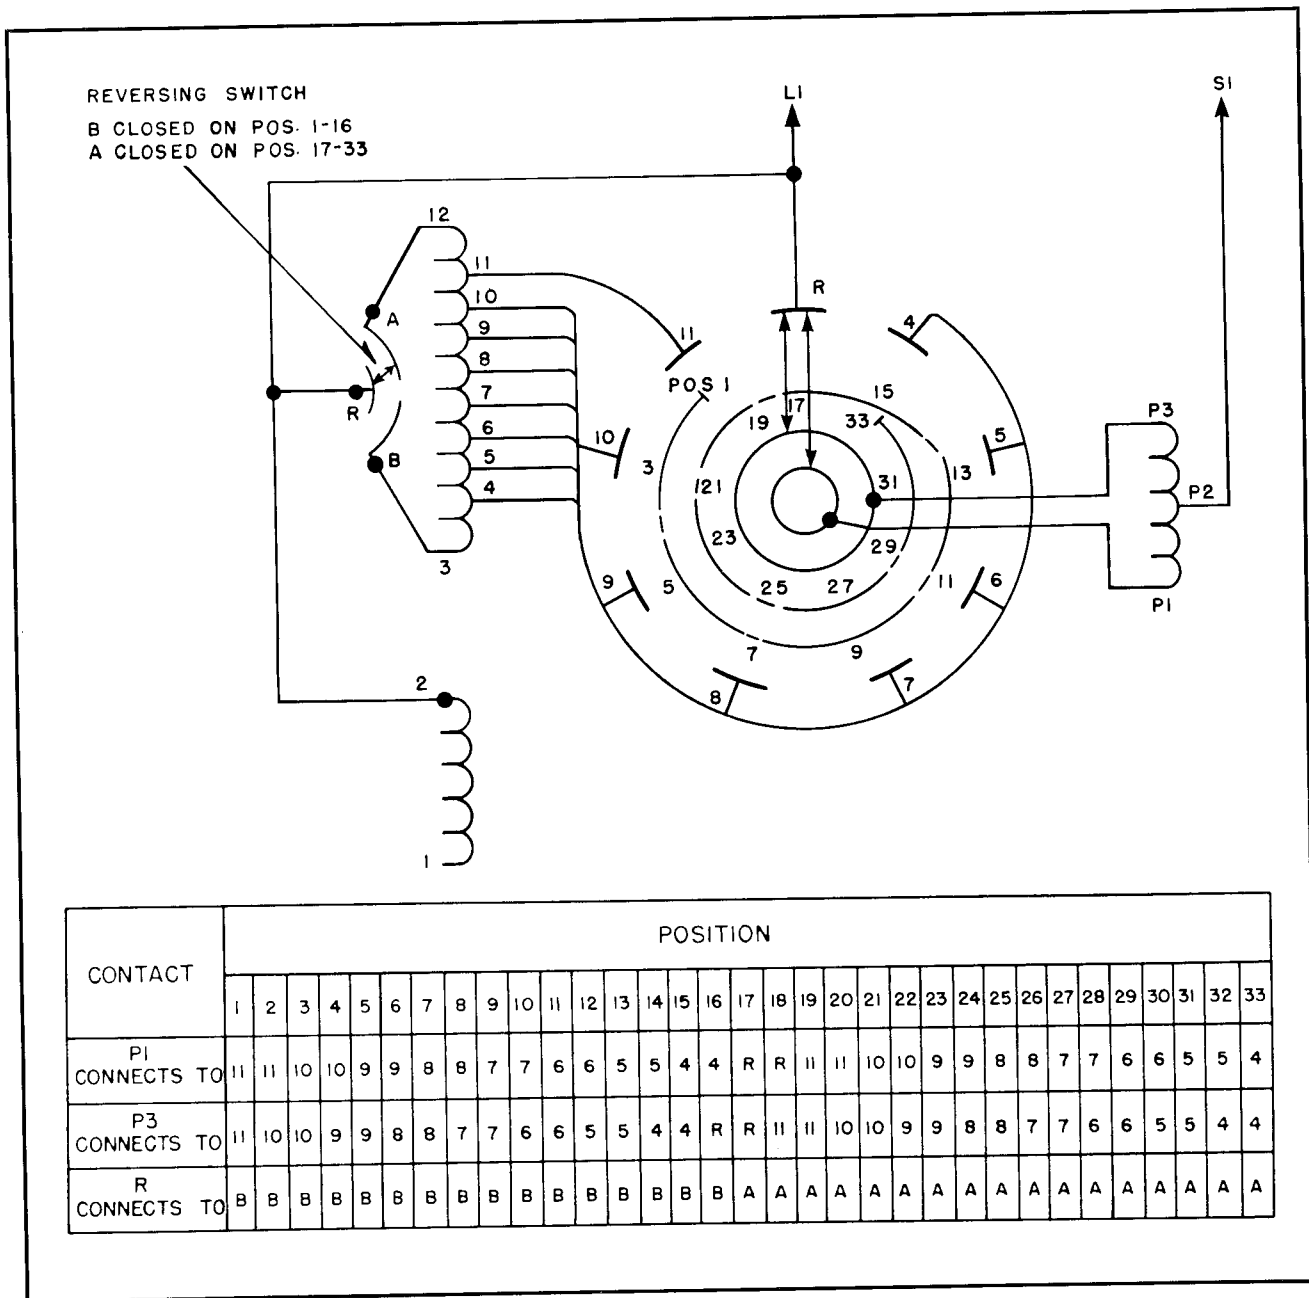 REVERSING SWITCH
B CLOSED ON POS. 1-16
A CLOSED ON POS. 17-33
L1
S1
12
11
10
9
8
7
6
5
4
3
A
R
B
2
1
R
11
4
POS 1
10
5
9
6
8
7
3
5
7
9
11
13
15
17
19
21
23
25
27
29
31
33
P3
P2
P1
CONTACT POSITION
1 2 3 4 5 6 7 8 9 10 11 12 13 14 15 16 17 18 19 20 21 22 23 24 25 26 27 28 29 30 31 32 33
P1
CONNECTS TO 11 11 10 10 9 9 8 8 7 7 6 6 5 5 4 4 R R 11 11 10 10 9 9 8 8 7 7 6 6 5 5 4
P3
CONNECTS TO 11 10 10 9 9 8 8 7 7 6 6 5 5 4 4 R R 11 11 10 10 9 9 8 8 7 7 6 6 5 5 4 4
R
CONNECTS TO B B B B B B B B B B B B B B B B A A A A A A A A A A A A A A A A A